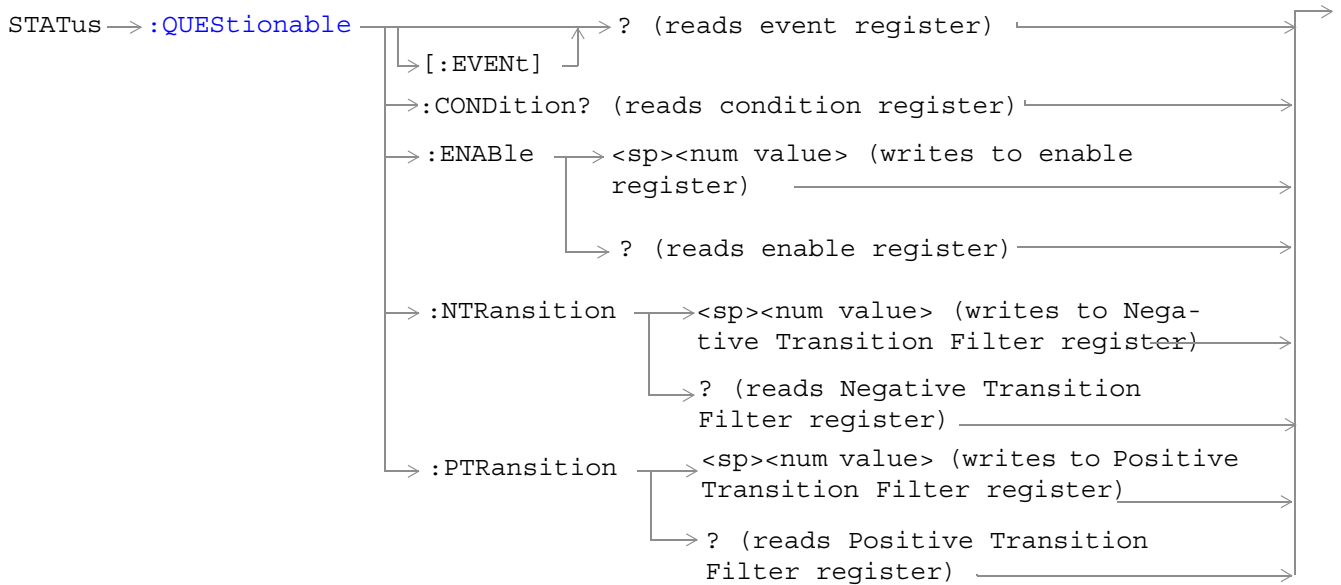 STATus :QUEStionable ? (reads event register)
[:EVENt]
:CONDition? (reads condition register)
:ENABle <sp><num value> (writes to enable
register)
? (reads enable register)
:NTRansition <sp><num value> (writes to Nega-
tive Transition Filter register)
? (reads Negative Transition
Filter register)
:PTRansition <sp><num value> (writes to Positive
Transition Filter register)
? (reads Positive Transition
Filter register)